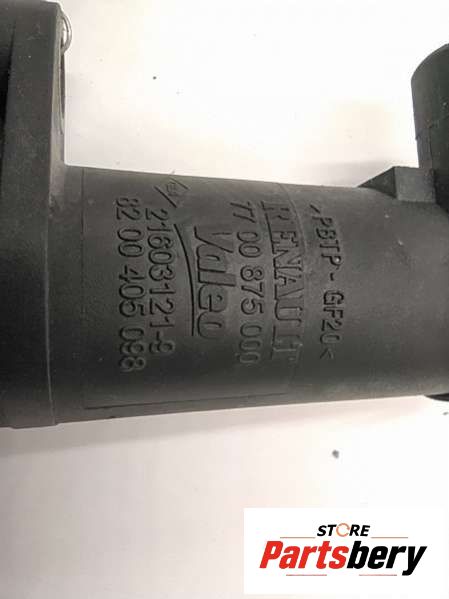 >PBTP-GF20<
RENAULT
77 00 875 000
Valeo
21603121-8
82 00 405 098
STORE
Partsbery